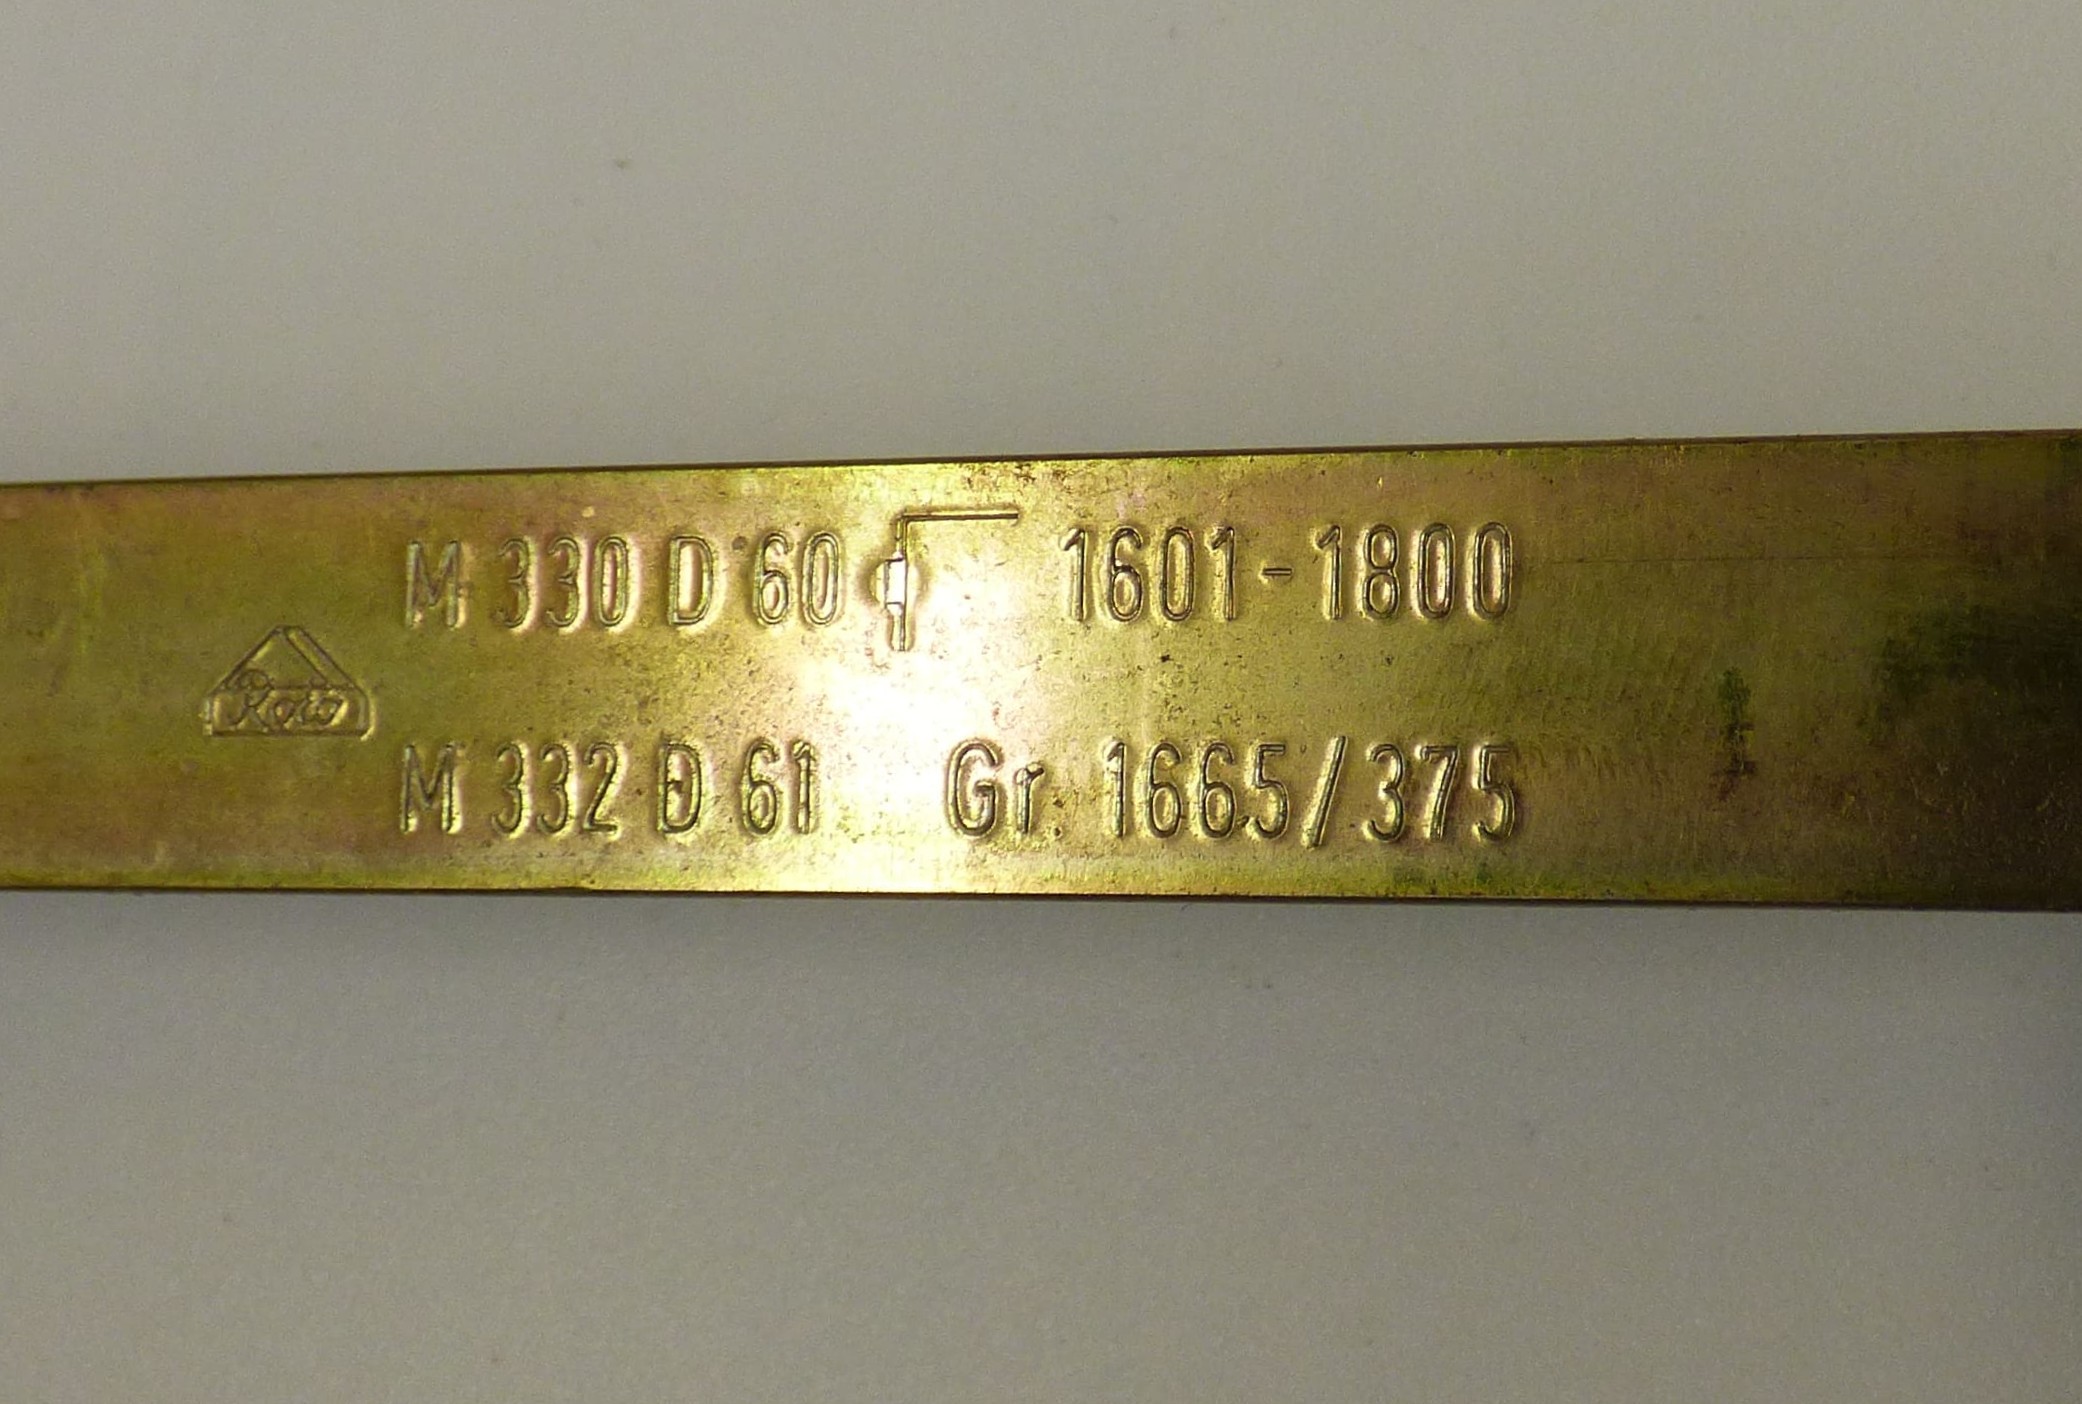 M 330 D 60 1601-1800
Roto
M 332 D 61 Gr 1665/375